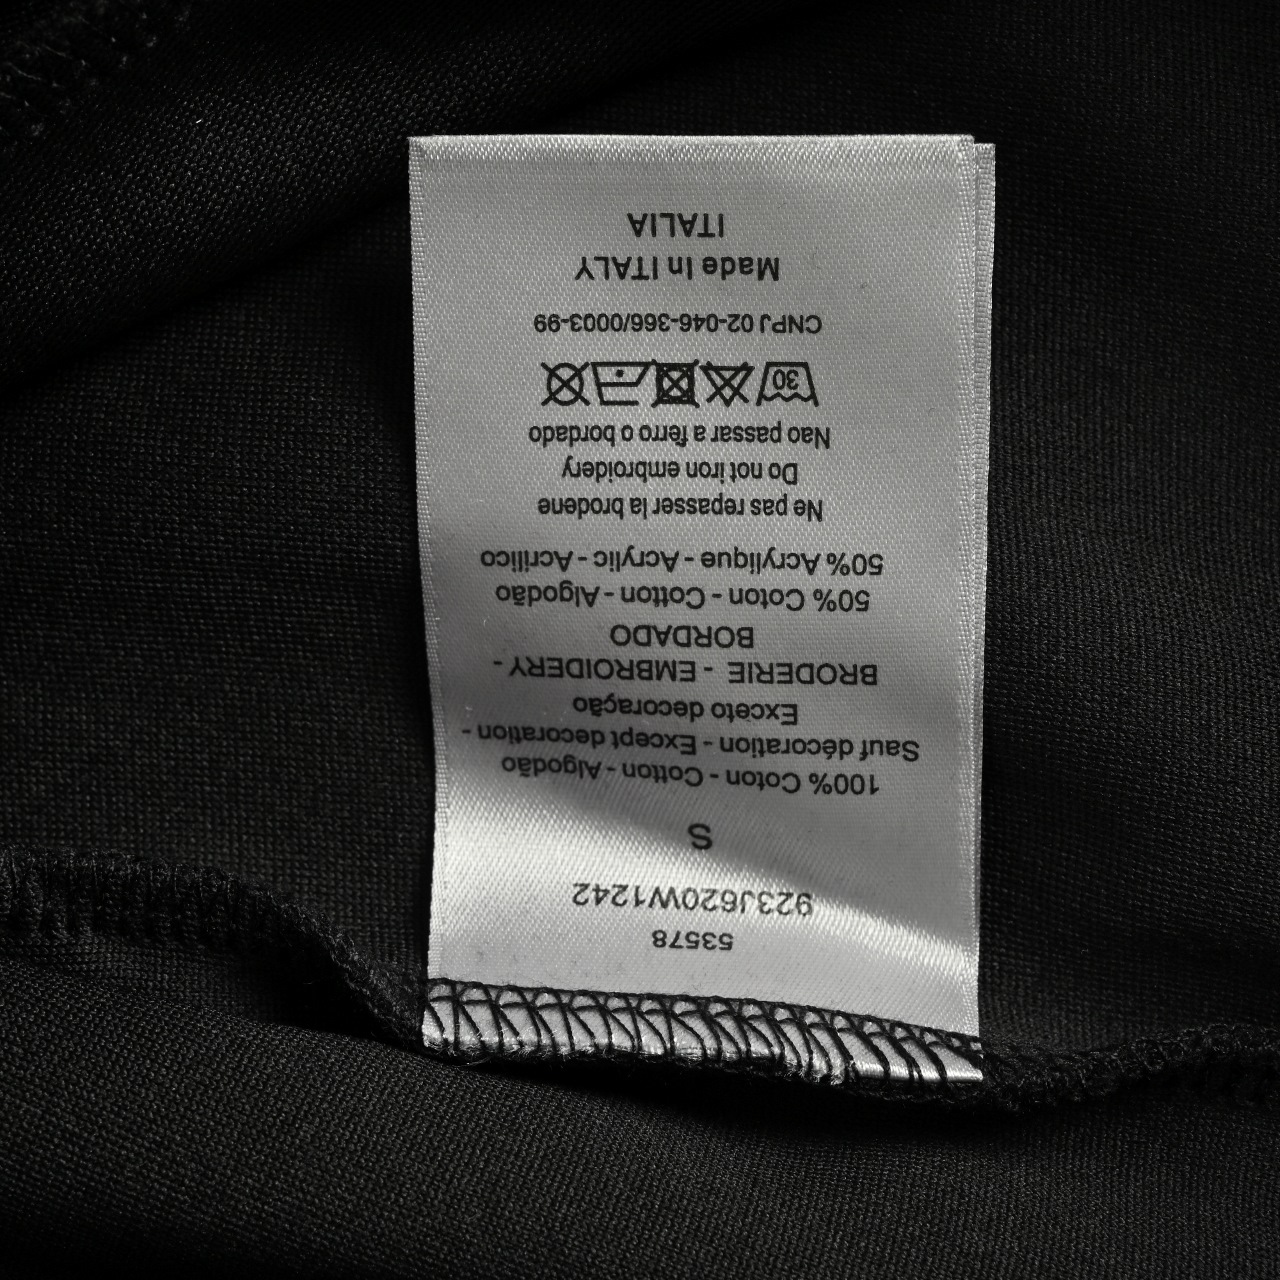 53578
923J620W1242
S
100% Coton - Cotton - Algodão
Sauf décoration - Except decoration -
Exceto decoração
BRODERIE - EMBROIDERY -
BORDADO
50% Coton - Cotton - Algodão
50% Acrylique - Acrylic - Acrilico
Ne pas repasser la broderie
Do not iron embroidery
Nao passar a ferro o bordado
30
CNPJ 02-046-366/0003-99
Made In ITALY
ITALIA